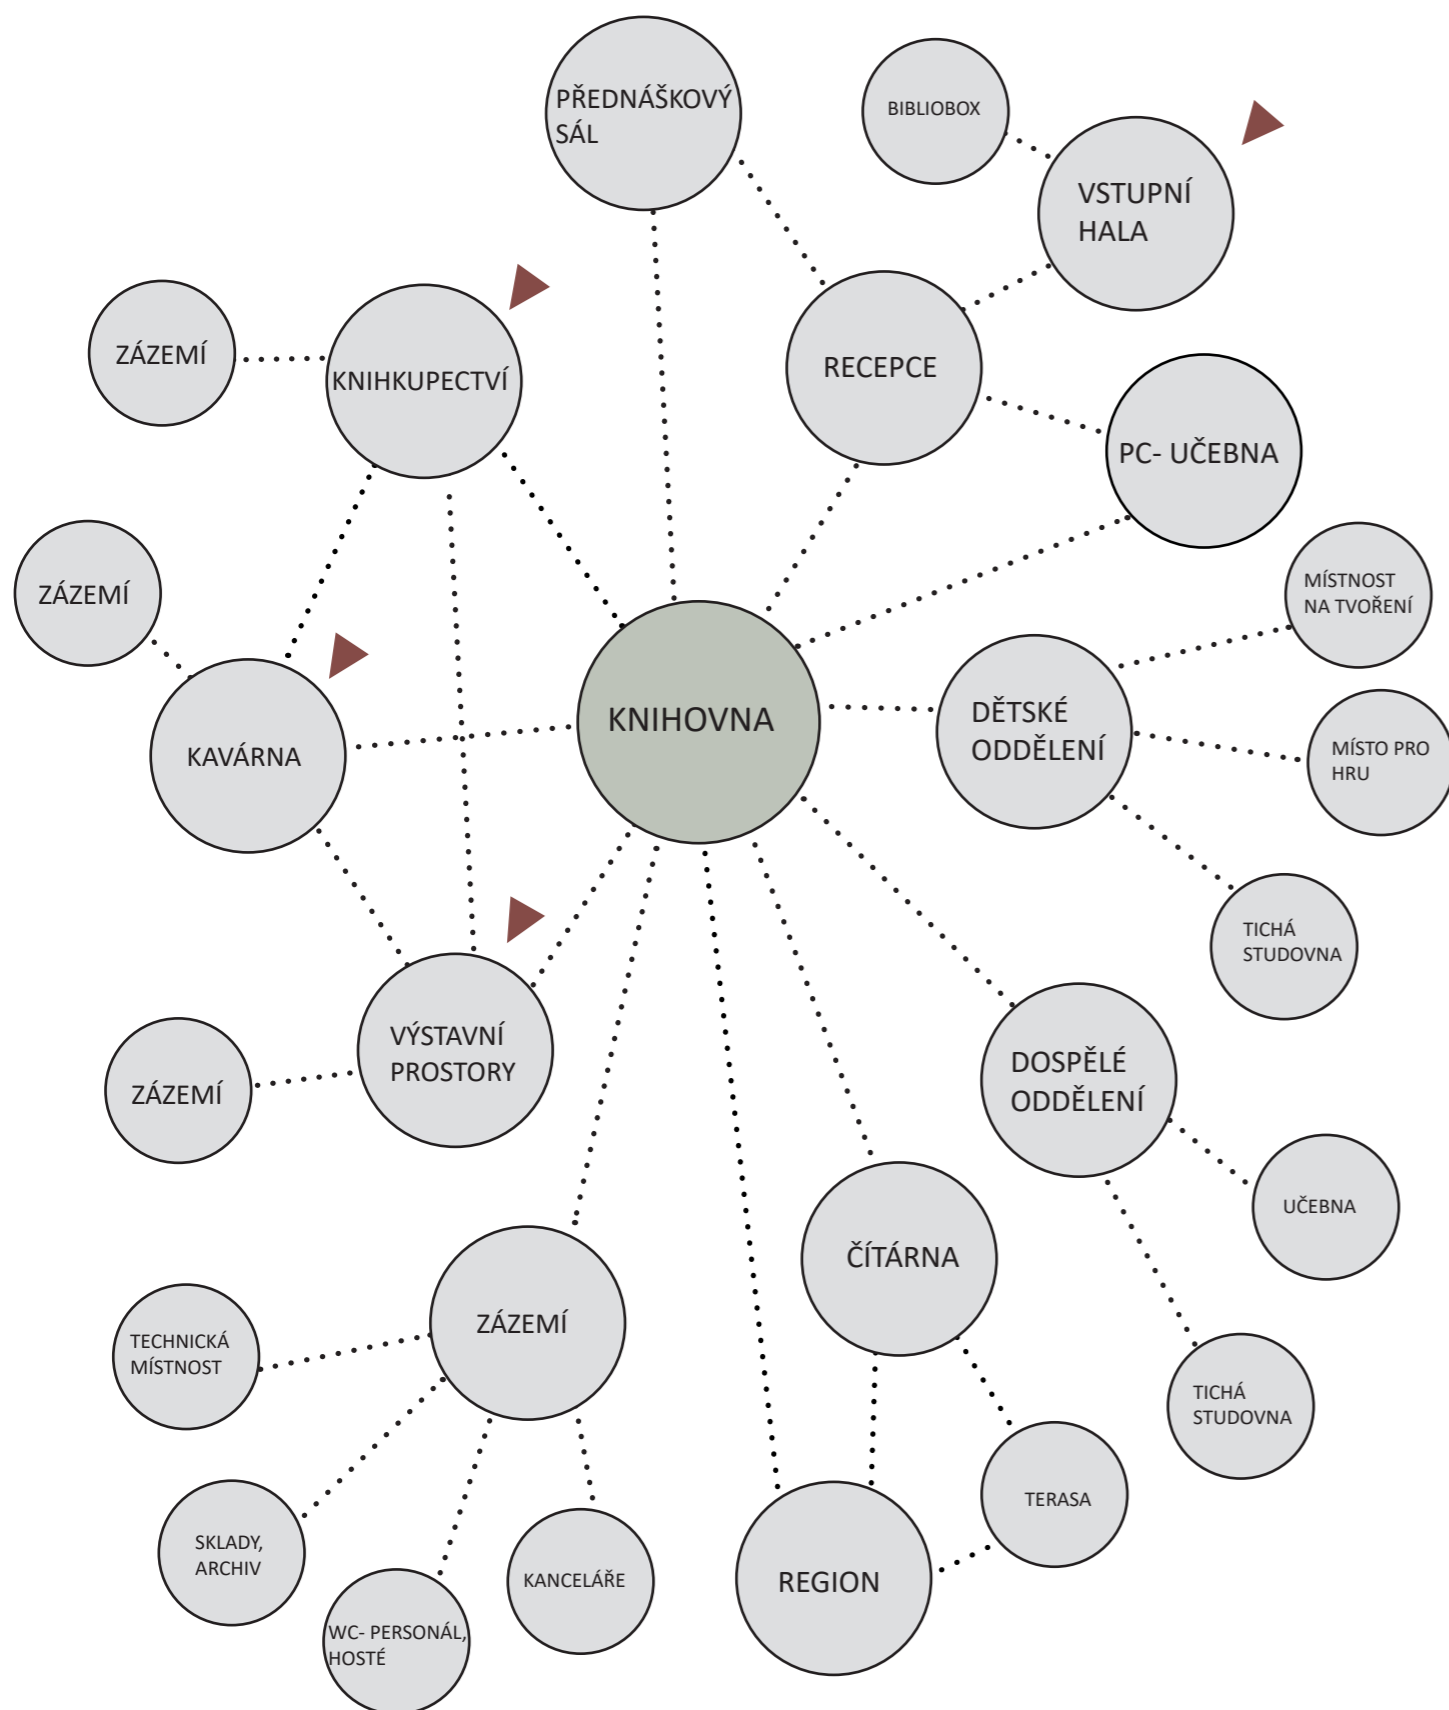 PŘEDNÁŠKOVÝ
SÁL
BIBLIOBOX
VSTUPNÍ
HALA
ZÁZEMÍ
KNIHKUPECTVÍ
RECEPCE
PC- UČEBNA
ZÁZEMÍ
MÍSTNOST
NA TVOŘENÍ
KAVÁRNA
KNIHOVNA
DĚTSKÉ
ODDĚLENÍ
MÍSTO PRO
HRU
TICHÁ
STUDOVNA
VÝSTAVNÍ
PROSTORY
ZÁZEMÍ
DOSPĚLÉ
ODDĚLENÍ
UČEBNA
ČÍTÁRNA
ZÁZEMÍ
TECHNICKÁ
MÍSTNOST
TICHÁ
STUDOVNA
TERASA
SKLADY,
ARCHIV
KANCELÁŘE
REGION
WC- PERSONÁL,
HOSTÉ